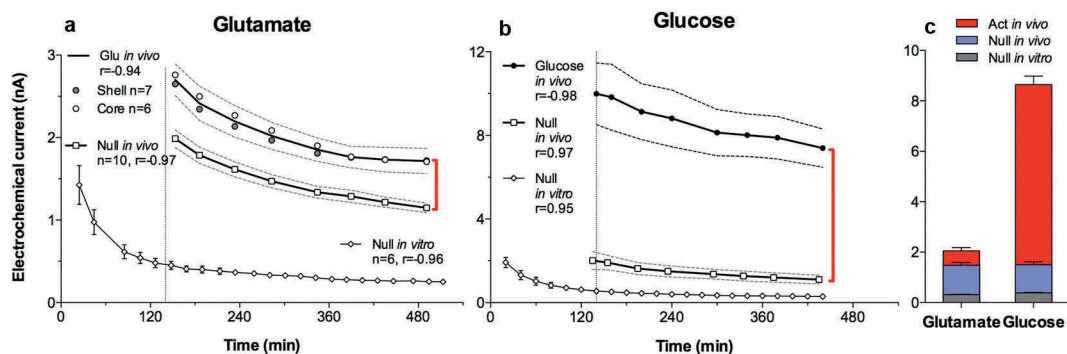 a
Glutamate
Electrochemical current (nA)
3
2
1
0
Glu in vivo
r=-0.94
Shell n=7
Core n=6
Null in vivo
n=10, r=-0.97
Null in vitro
n=6, r=-0.96
0
120
240
360
480
Time (min)
b
Glucose
12
8
4
0
Glucose
in vivo
r=-0.98
Null
in vivo
r=0.97
Null
in vitro
r=0.95
0
120
240
360
480
Time (min)
c
Act in vivo
Null in vivo
Null in vitro
10
8
6
4
2
0
Glutamate
Glucose